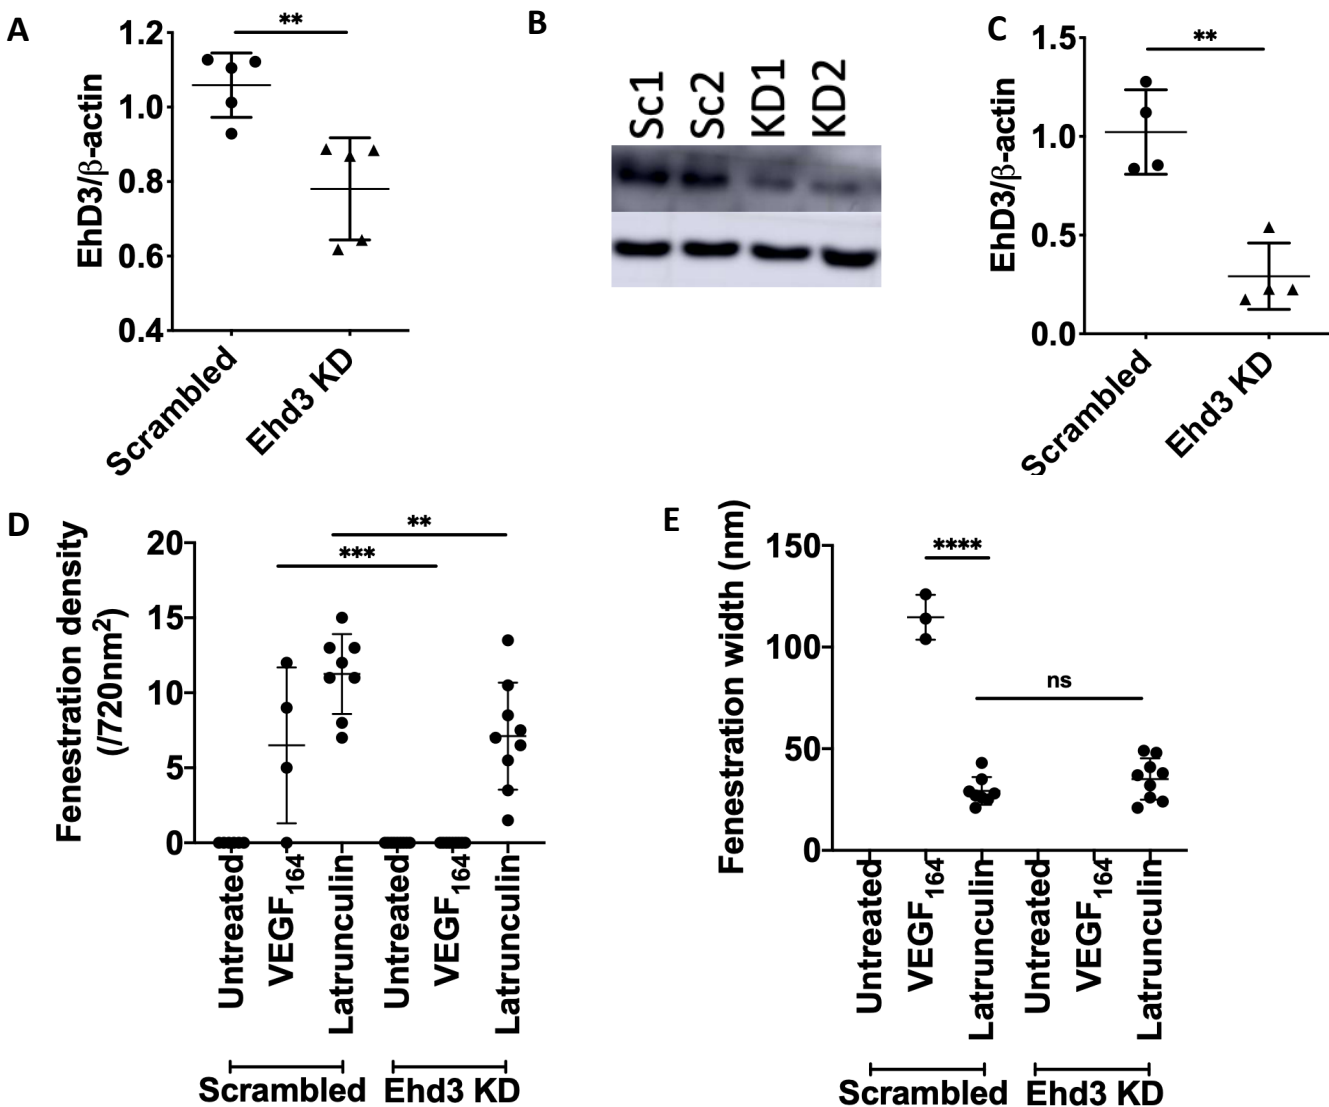 A
EhD3/β-actin
**
1.2
1.0
0.8
0.6
0.4
Scrambled
Ehd3 KD
B
Sc1
Sc2
KD1
KD2
C
EhD3/β-actin
**
1.5
1.0
0.5
0.0
Scrambled
Ehd3 KD
D
Fenestration density
(/720nm²)
**
***
20
15
10
5
0
Untreated
VEGF₁₆₄
Latrunculin
Untreated
VEGF₁₆₄
Latrunculin
Scrambled
Ehd3 KD
E
Fenestration width (nm)
****
ns
150
100
50
0
Untreated
VEGF₁₆₄
Latrunculin
Untreated
VEGF₁₆₄
Latrunculin
Scrambled
Ehd3 KD